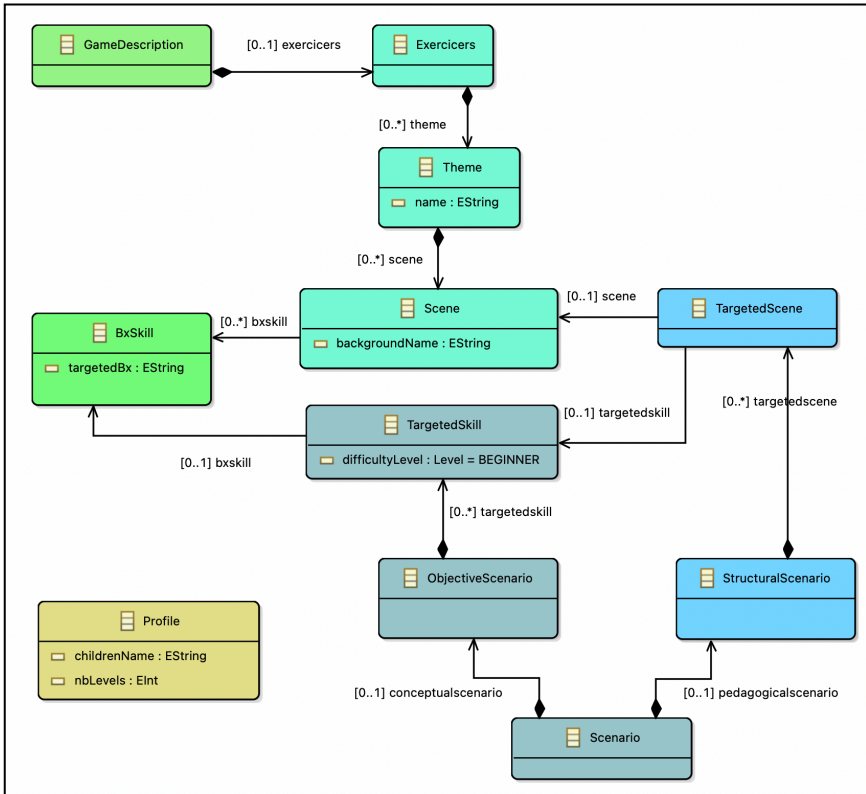 GameDescription
[0..1] exercicers
Exercicers
[0..*] theme
Theme
name : EString
[0..*] scene
Scene
backgroundName : EString
[0..1] scene
TargetedScene
[0..*] bxskill
BxSkill
targetedBx : EString
[0..*] targetedscene
[0..1] targetedskill
TargetedSkill
difficultyLevel : Level = BEGINNER
[0..1] bxskill
[0..*] targetedskill
ObjectiveScenario
StructuralScenario
Profile
childrenName : EString
nbLevels : EInt
[0..1] conceptualscenario
[0..1] pedagogicalscenario
Scenario